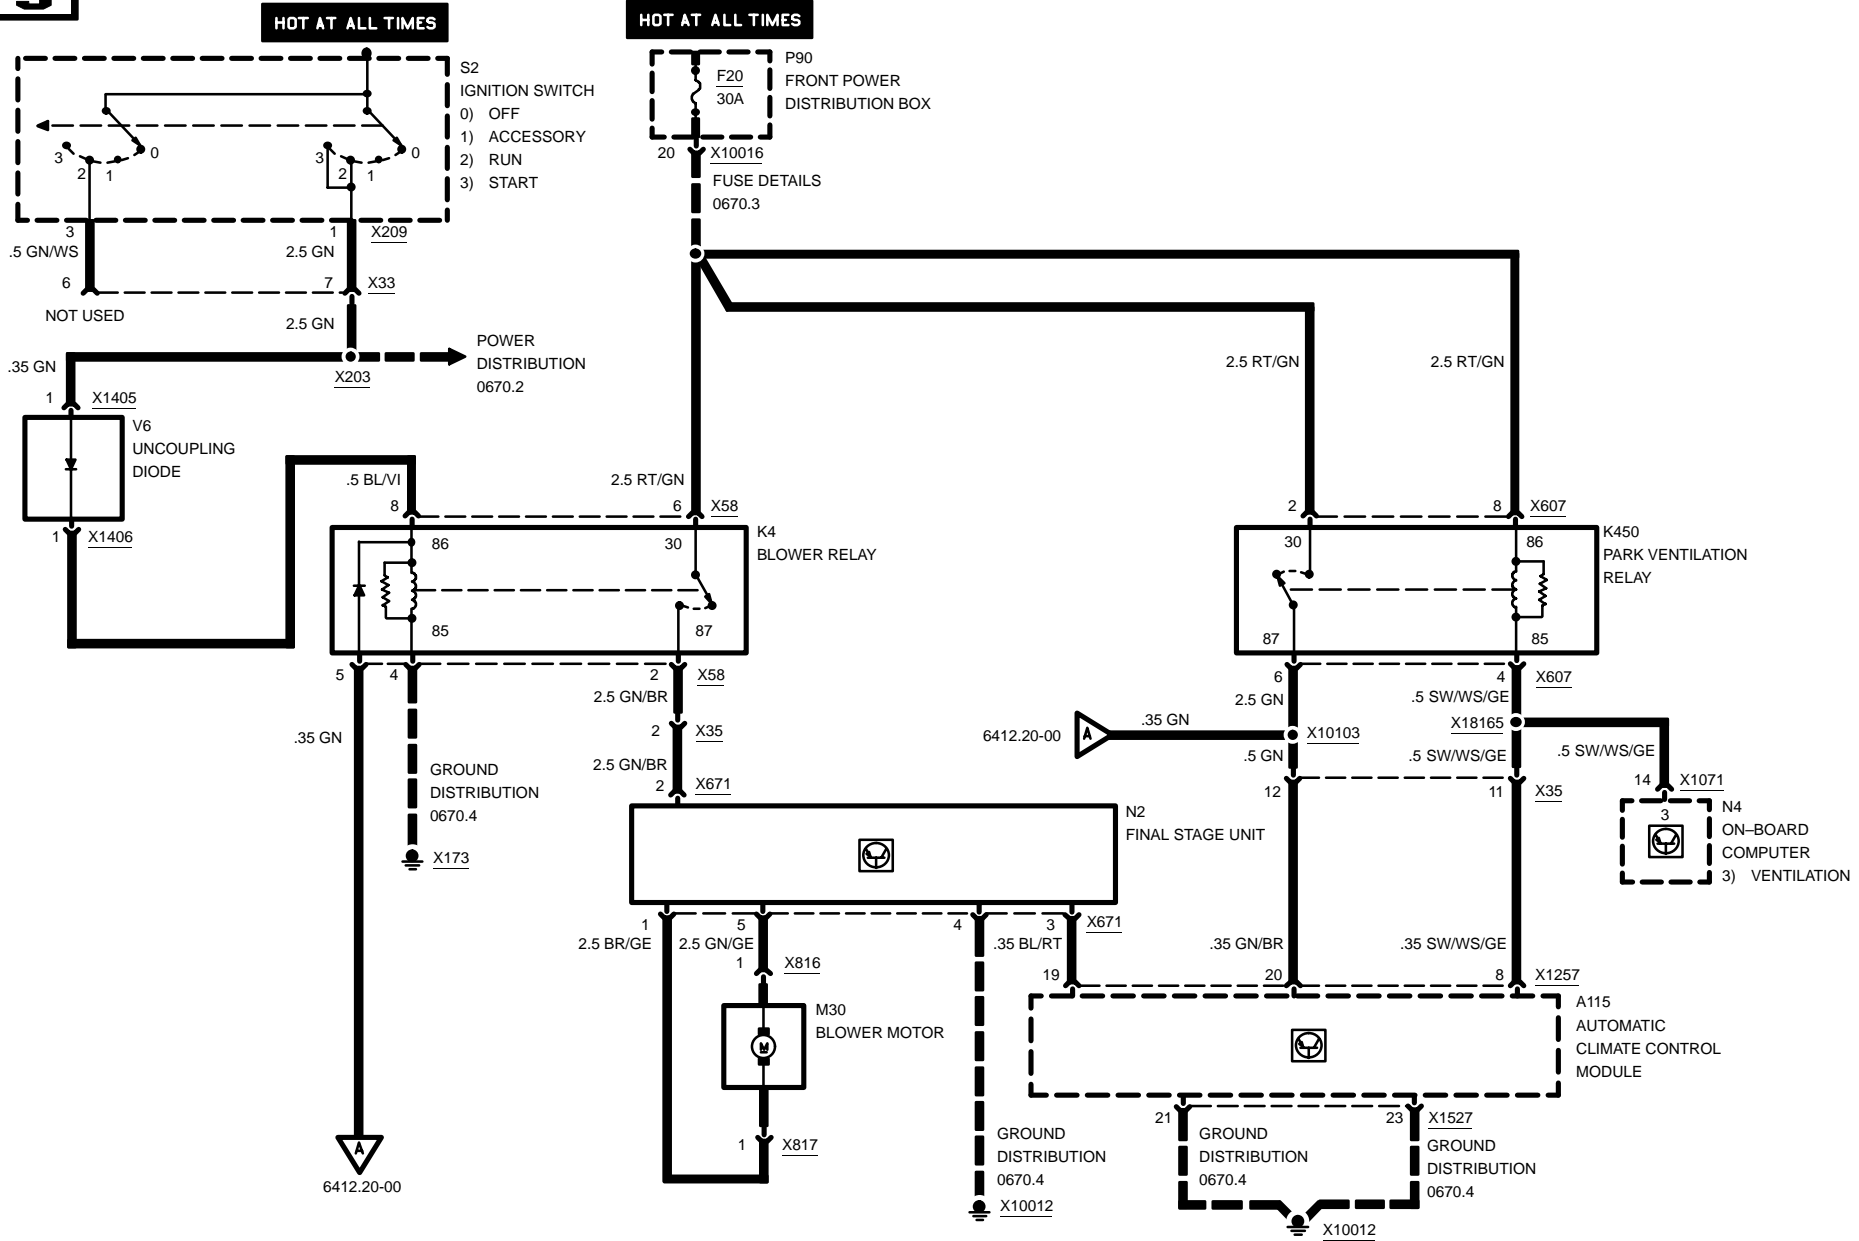 HOT AT ALL TIMES
HOT AT ALL TIMES
S2
IGNITION SWITCH
0) OFF
1) ACCESSORY
2) RUN
3) START
3
2
1
0
3
2
1
0
P90
FRONT POWER
DISTRIBUTION BOX
F20
30A
20
X10016
FUSE DETAILS
0670.3
3
1
X209
.5 GN/WS
2.5 GN
6
7
X33
NOT USED
2.5 GN
POWER
DISTRIBUTION
0670.2
.35 GN
X203
1
X1405
V6
UNCOUPLING
DIODE
1
X1406
2.5 RT/GN
2.5 RT/GN
.5 BL/VI
2.5 RT/GN
8
6
X58
2
8
X607
K4
BLOWER RELAY
86
30
85
87
K450
PARK VENTILATION
RELAY
30
86
87
85
5
4
2
X58
2.5 GN/BR
6
4
X607
2.5 GN
.5 SW/WS/GE
.35 GN
2
X35
6412.20-00
A
.35 GN
X10103
X18165
2.5 GN/BR
.5 GN
.5 SW/WS/GE
.5 SW/WS/GE
GROUND
DISTRIBUTION
0670.4
2
X671
12
11
X35
14
X1071
X173
N2
FINAL STAGE UNIT
3
N4
ON–BOARD
COMPUTER
3) VENTILATION
1
5
4
3
X671
2.5 BR/GE
2.5 GN/GE
.35 BL/RT
.35 GN/BR
.35 SW/WS/GE
1
X816
19
20
8
X1257
M30
BLOWER MOTOR
M
A115
AUTOMATIC
CLIMATE CONTROL
MODULE
1
X817
21
23
X1527
GROUND
DISTRIBUTION
0670.4
GROUND
DISTRIBUTION
0670.4
GROUND
DISTRIBUTION
0670.4
A
6412.20-00
X10012
X10012